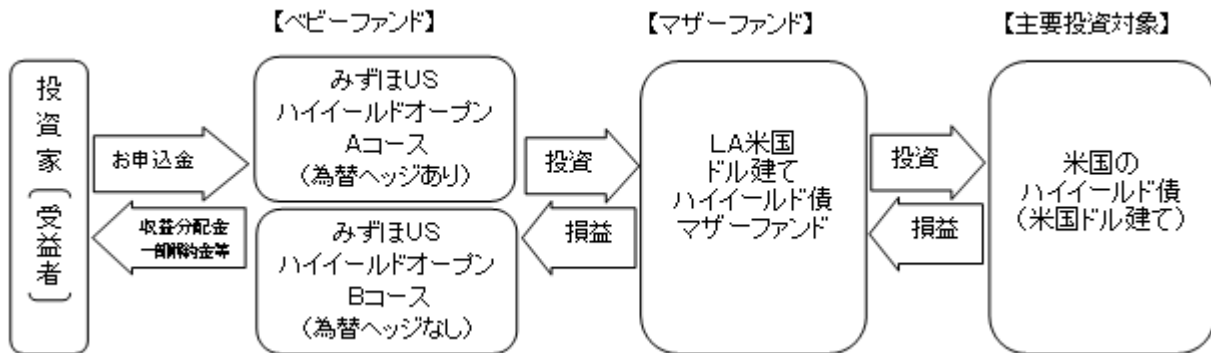 【ベビーファンド】
【マザーファンド】
【主要投資対象】
投資家〔受益者〕
お申込金
収益分配金
一部解約金等
みずほUS
ハイイールドオープン
Aコース
(為替ヘッジあり)
みずほUS
ハイイールドオープン
Bコース
(為替ヘッジなし)
投資
損益
LA米国
ドル建て
ハイイールド債
マザーファンド
投資
損益
米国の
ハイイールド債
(米国ドル建て)